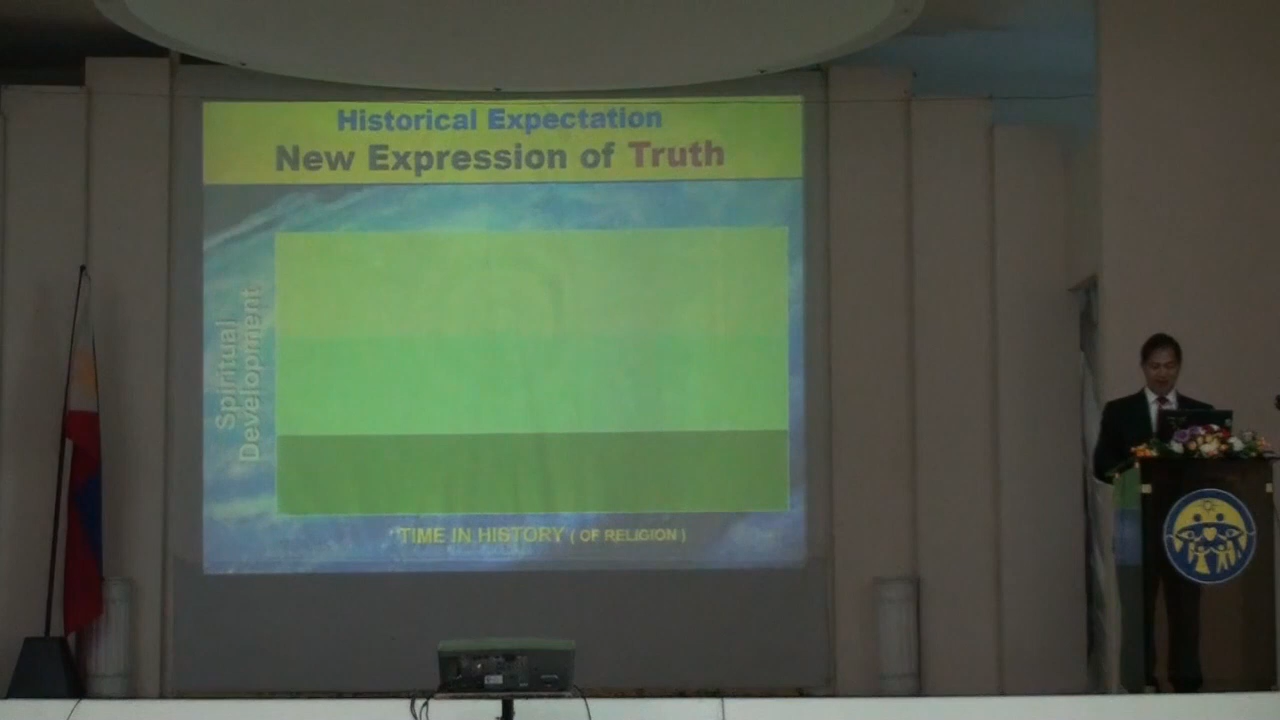 Historical Expectation
New Expression of Truth
Spiritual
Development
TIME IN HISTORY ( OF RELIGION )